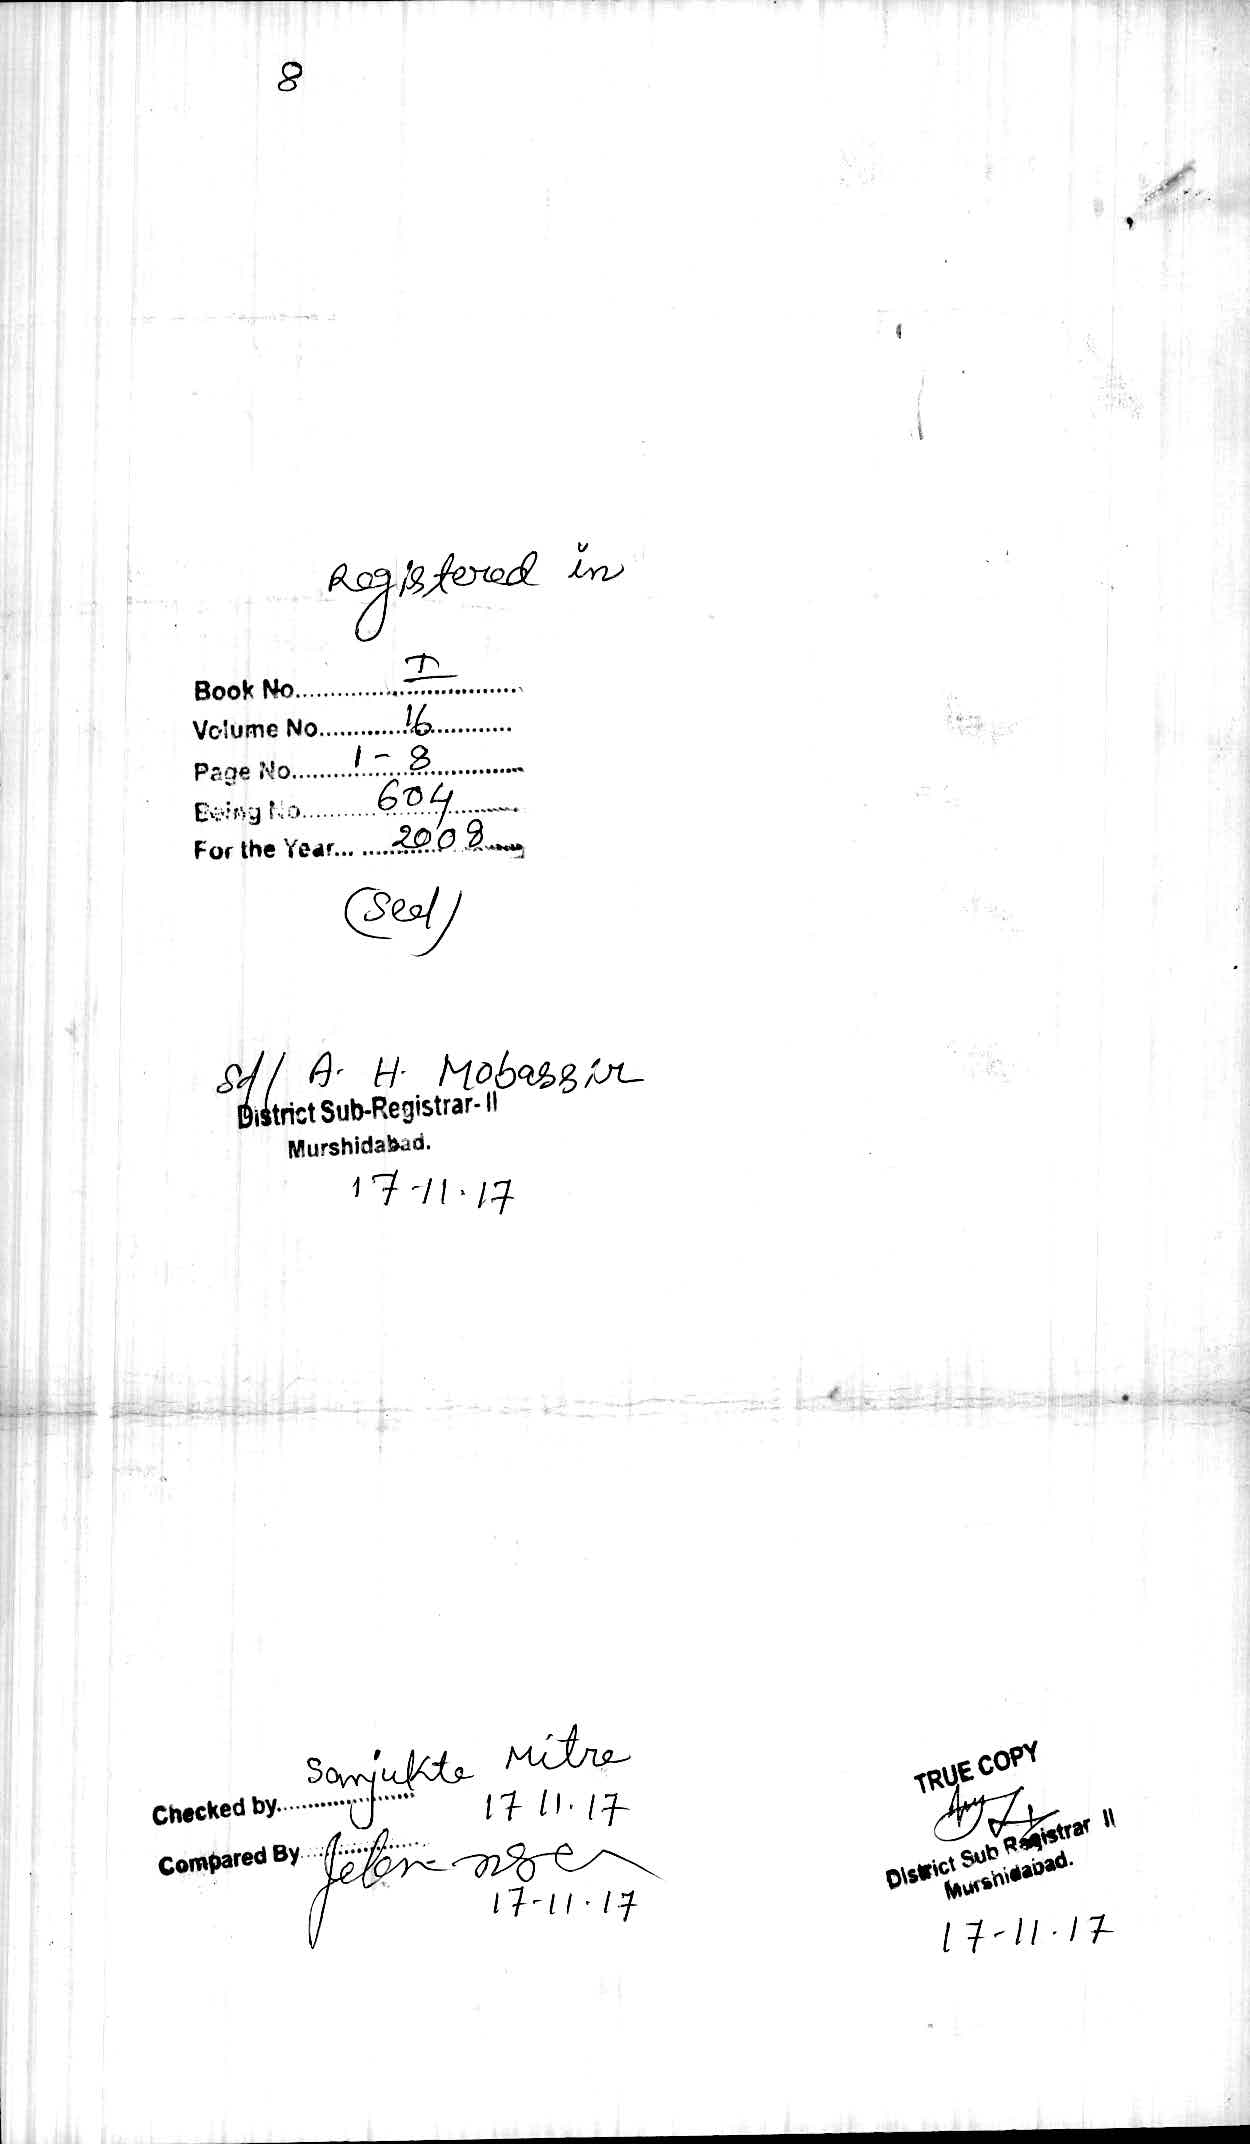 8
Registered in
Book No. I
Volume No. 16
Page No. 1 - 8
Being No. 604
For the Year... 2008
(Seal)
Sd/ A. H. Mobassir
District Sub-Registrar- II
Murshidabad.
17-11.17
Sanjukta Mitra
Checked by
17 11.17
Compared By
17-11.17
TRUE COPY
District Sub Registrar II
Murshidabad.
17-11.17